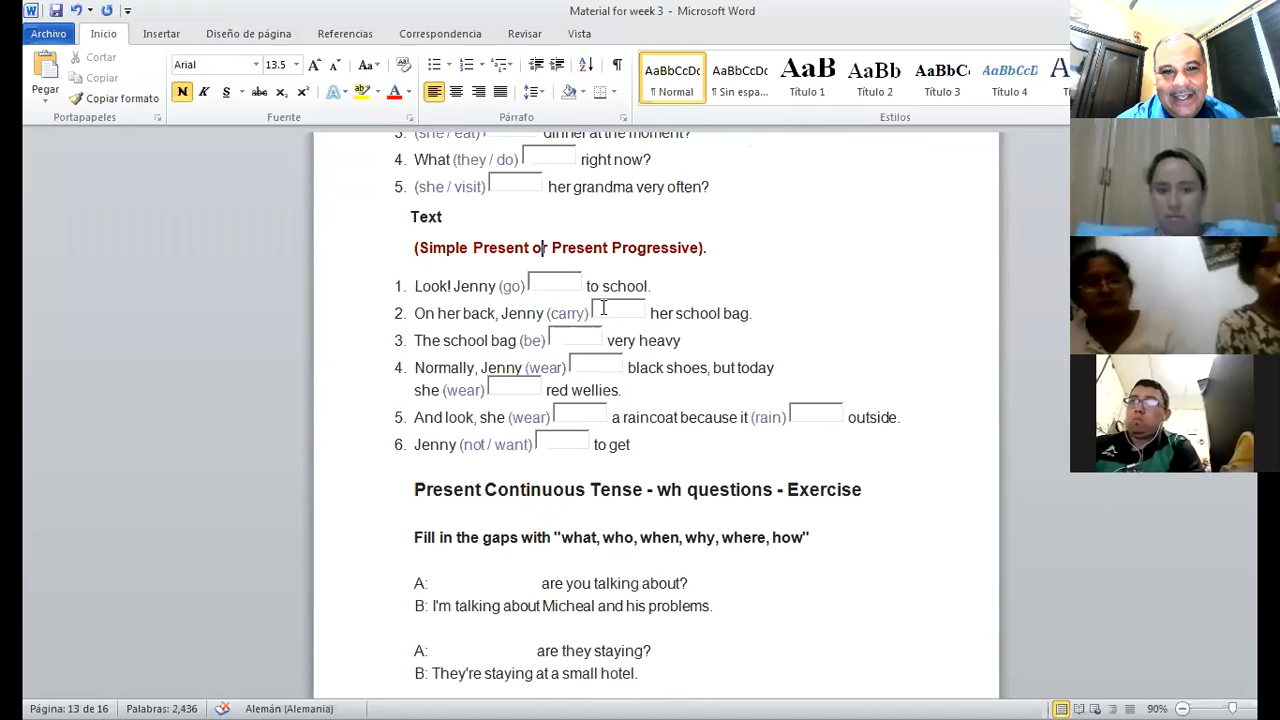 Material for week 3 - Microsoft Word
Archivo Inicio Insertar Diseño de página Referencias Correspondencia Revisar Vista
Pegar
Cortar
Copiar
Copiar formato
Portapapeles
Arial 13.5
Fuente
Párrafo
AaBbCcDc AaBbCcDc AaB AaBb AaBbC AaBbCcD
¶ Normal ¶ Sin espa... Título 1 Título 2 Título 3 Título 4
Estilos
3. (she / eat) dinner at the moment?
4. What (they / do) right now?
5. (she / visit) her grandma very often?
Text
(Simple Present or Present Progressive).
1. Look! Jenny (go) to school.
2. On her back, Jenny (carry) her school bag.
3. The school bag (be) very heavy
4. Normally, Jenny (wear) black shoes, but today
she (wear) red wellies.
5. And look, she (wear) a raincoat because it (rain) outside.
6. Jenny (not / want) to get
Present Continuous Tense - wh questions - Exercise
Fill in the gaps with "what, who, when, why, where, how"
A: are you talking about?
B: I'm talking about Micheal and his problems.
A: are they staying?
B: They're staying at a small hotel.
Página: 13 de 16 Palabras: 2,436 Alemán (Alemania) 90%